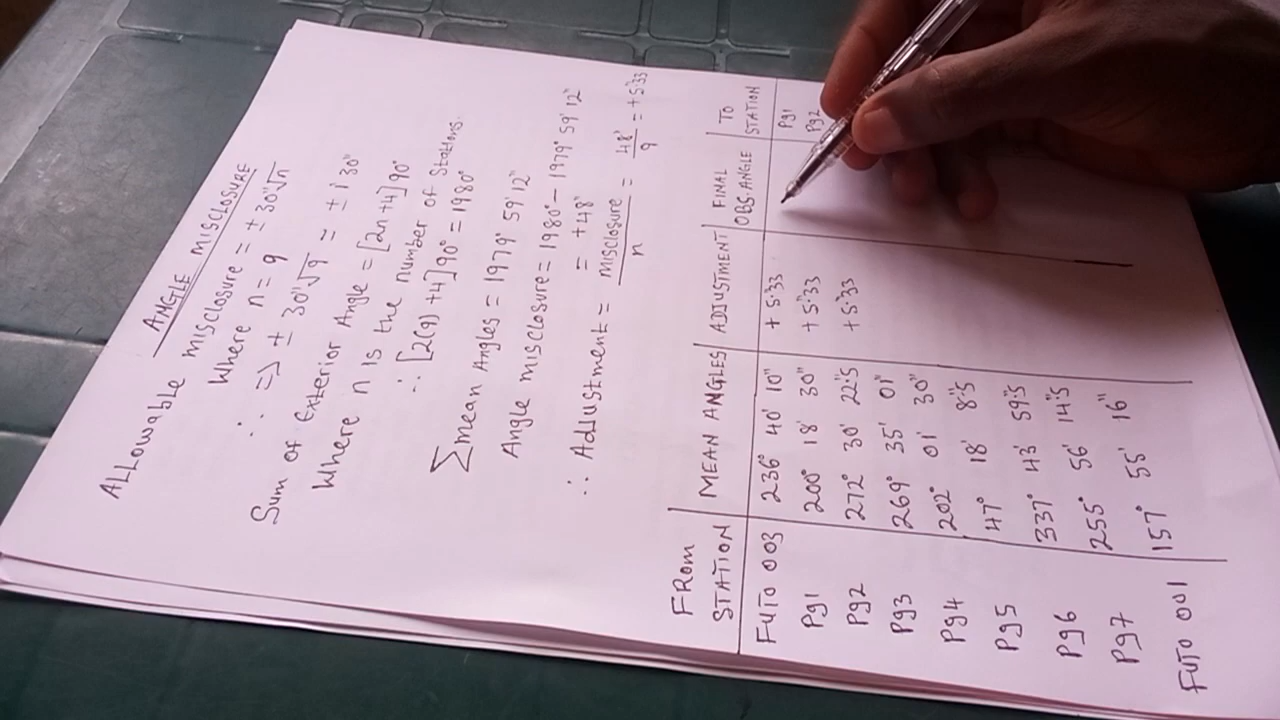 ANGLE MISCLOSURE
Allowable misclosure = ± 30"√n
Where n = 9
∴ => ± 30"√9 = ± 1' 30"
Sum of Exterior Angle = [2n+4]90°
Where n is the number of stations.
∴ [2(9)+4]90° = 1980°
∑mean Angles = 1979° 59' 12"
Angle misclosure = 1980° - 1979° 59' 12"
= +48"
∴ Adjustment = misclosure/n = 48"/9 = +5".33
FROM STATION | MEAN ANGLES | ADJUSTMENT | FINAL OBS. ANGLE | TO STATION
FUTO 003 236° 40' 10" +5".33 Pg1
Pg1 200° 18' 30" +5".33 Pg2
Pg2 272° 30' 22".5 +5".33
Pg3 269° 35' 01"
Pg4 202° 01' 30"
Pg5 47° 18' 8".5
Pg6 337° 43' 59".5
Pg7 255° 56' 14".5
FUTO 001 157° 55' 16"